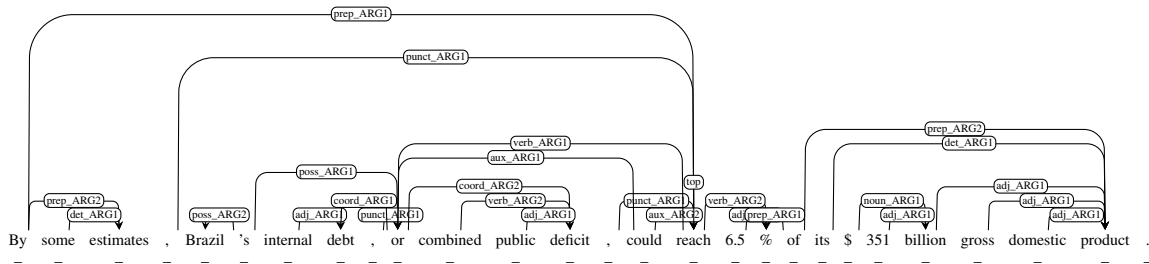 prep_ARG1
punct_ARG1
prep_ARG2
verb_ARG1
det_ARG1
aux_ARG1
poss_ARG1
top
coord_ARG2
adj_ARG1
prep_ARG2
coord_ARG1
verb_ARG2
punct_ARG1
verb_ARG2
noun_ARG1
adj_ARG1
det_ARG1
poss_ARG2
adj_ARG1
punct_ARG1
adj_ARG1
aux_ARG2
prep_ARG1
adj_ARG1
adj_ARG1
By some estimates , Brazil 's internal debt , or combined public deficit , could reach 6.5 % of its $ 351 billion gross domestic product .